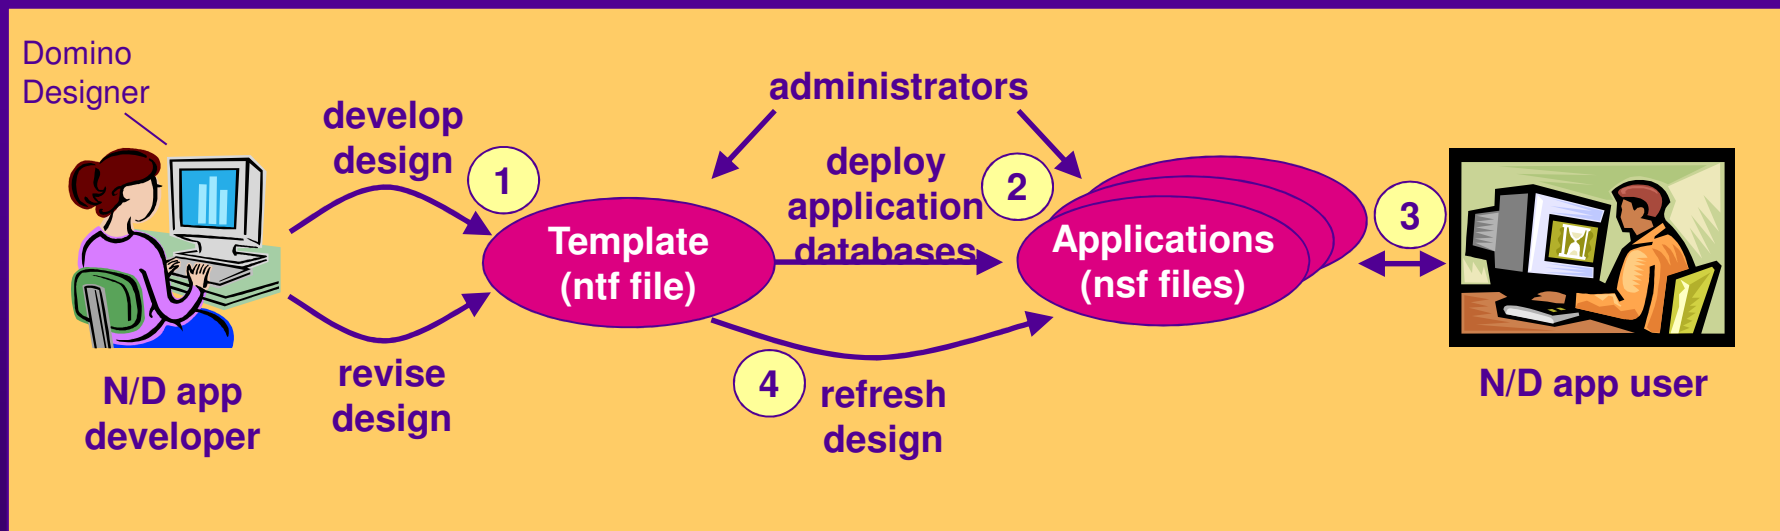 Domino
Designer
administrators
develop
design
1
deploy
application
databases
2
3
Template
(ntf file)
Applications
(nsf files)
N/D app
developer
revise
design
4
refresh
design
N/D app user